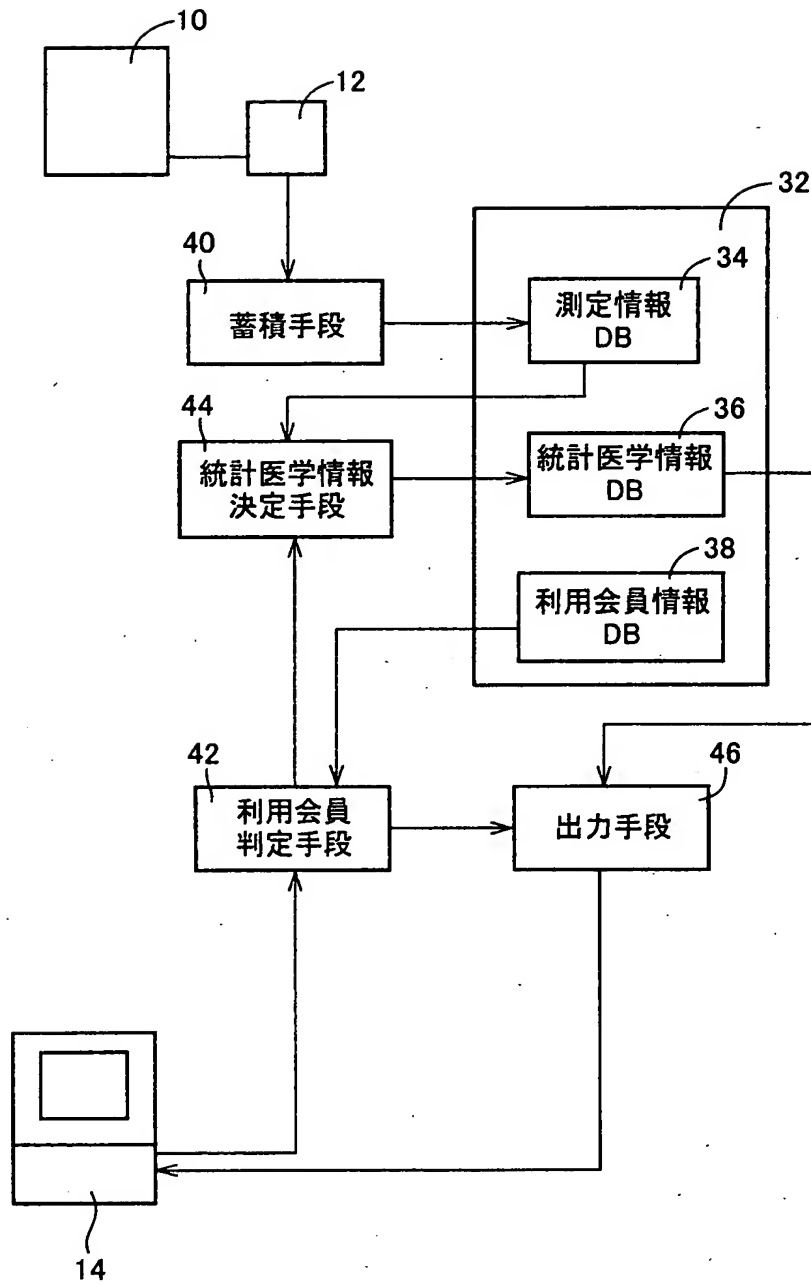 10
12
32
40
蓄積手段
34
測定情報
DB
44
統計医学情報
決定手段
36
統計医学情報
DB
38
利用会員情報
DB
42
利用会員
判定手段
46
出力手段
14